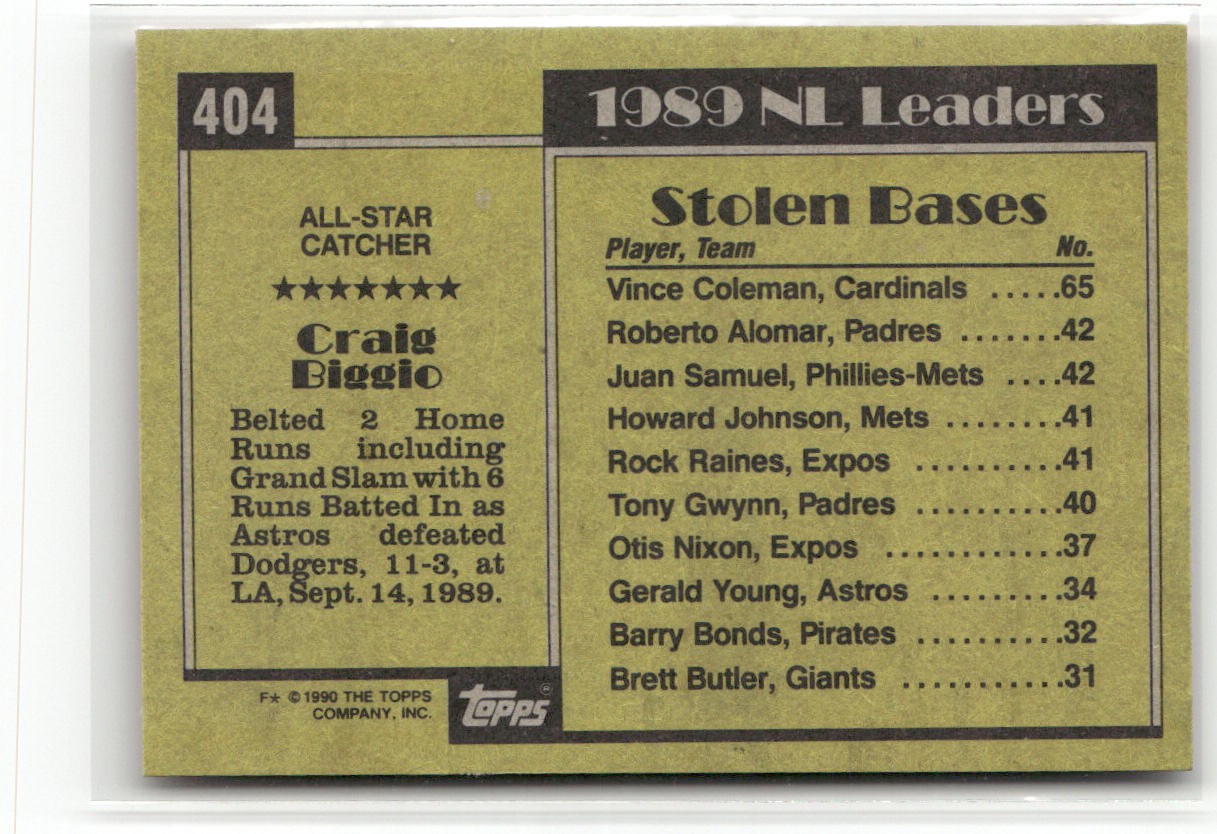 404
1989 NL Leaders
ALL-STAR
CATCHER
★★★★★★★
Craig
Biggio
Belted 2 Home
Runs including
Grand Slam with 6
Runs Batted In as
Astros defeated
Dodgers, 11-3, at
LA, Sept. 14, 1989.
Stolen Bases
Player, Team No.
Vince Coleman, Cardinals .....65
Roberto Alomar, Padres .......42
Juan Samuel, Phillies-Mets ....42
Howard Johnson, Mets ........41
Rock Raines, Expos ..........41
Tony Gwynn, Padres ..........40
Otis Nixon, Expos ............37
Gerald Young, Astros .........34
Barry Bonds, Pirates ..........32
Brett Butler, Giants ...........31
F★ © 1990 THE TOPPS
COMPANY, INC.
topps®